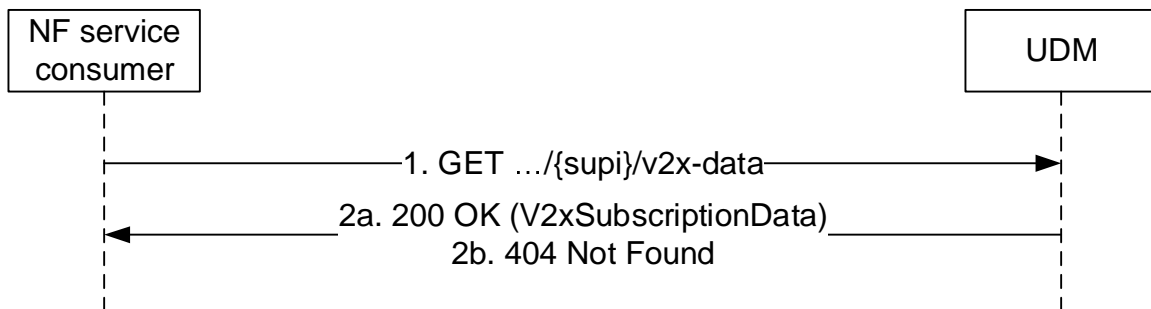 NF service
consumer
UDM
1. GET …/{supi}/v2x-data
2a. 200 OK (V2xSubscriptionData)
2b. 404 Not Found